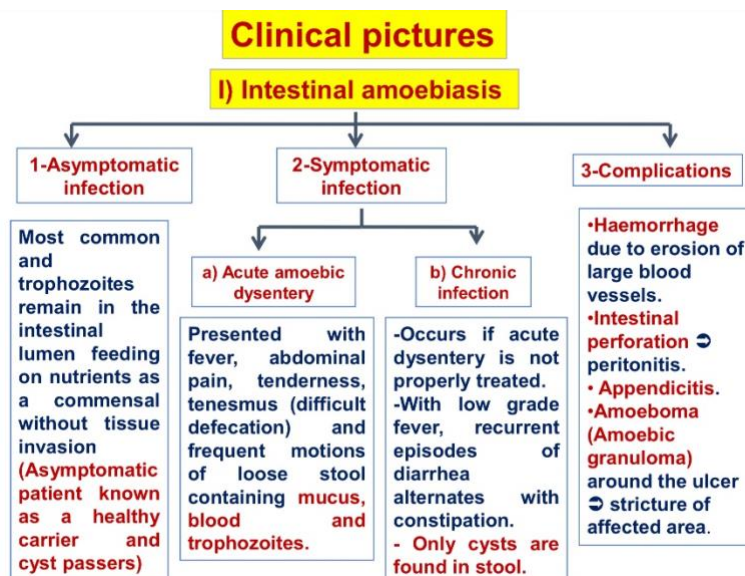 Clinical pictures
I) Intestinal amoebiasis
1-Asymptomatic
infection
Most common
and
trophozoites
remain in the
intestinal
lumen feeding
on nutrients as
a commensal
without tissue
invasion
(Asymptomatic
patient known
as a healthy
carrier and
cyst passers)
2-Symptomatic
infection
a) Acute amoebic
dysentery
Presented with
fever, abdominal
pain, tenderness,
tenesmus (difficult
defecation) and
frequent motions
of loose stool
containing mucus,
blood and
trophozoites.
b) Chronic
infection
-Occurs if acute
dysentery is not
properly treated.
-With low grade
fever, recurrent
episodes of
diarrhea
alternates with
constipation.
- Only cysts are
found in stool.
3-Complications
•Haemorrhage
due to erosion of
large blood
vessels.
•Intestinal
perforation ➲
peritonitis.
• Appendicitis.
•Amoeboma
(Amoebic
granuloma)
around the ulcer
➲ stricture of
affected area.